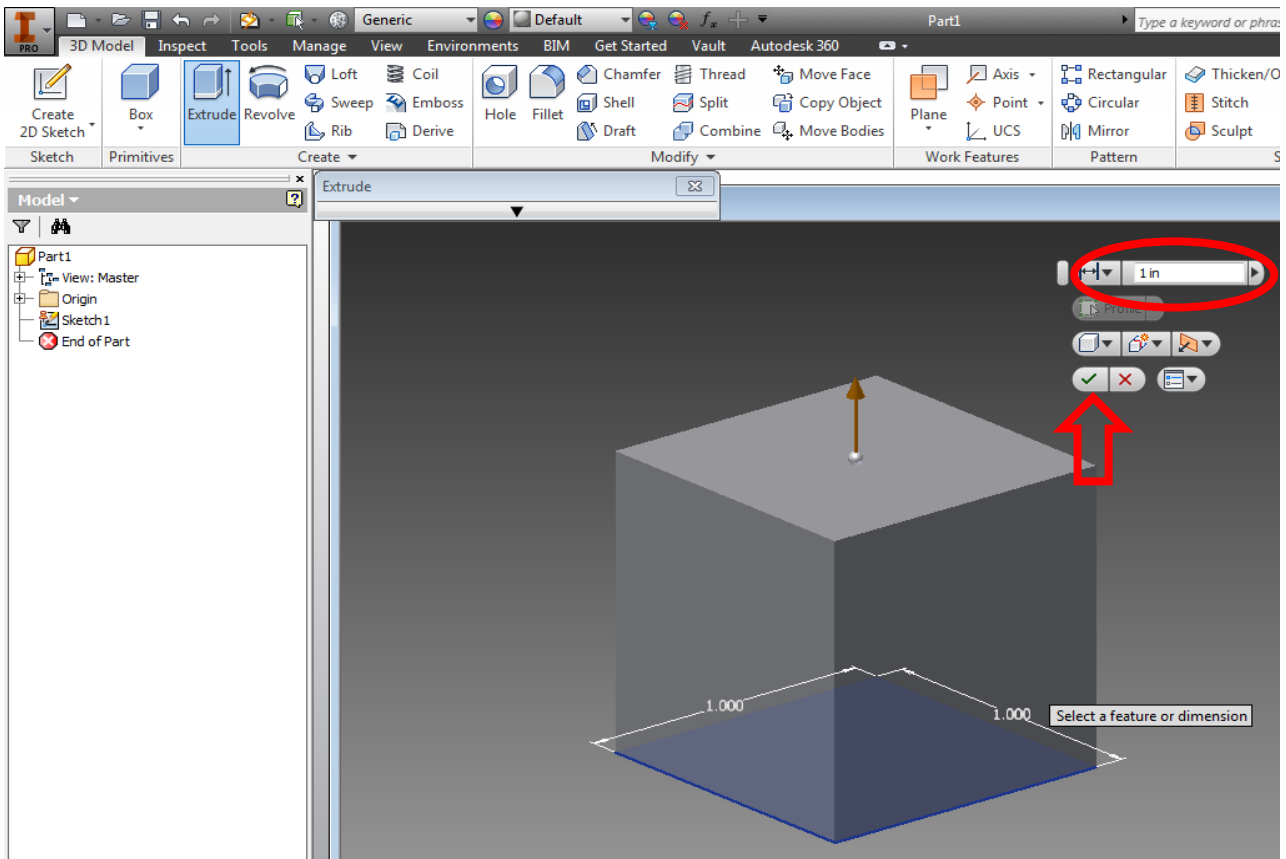 PRO
Generic
Default
fx
Part1
Type a keyword or phras
3D Model Inspect Tools Manage View Environments BIM Get Started Vault Autodesk 360
Create 2D Sketch
Box
Extrude
Revolve
Loft
Sweep
Rib
Coil
Emboss
Derive
Hole
Fillet
Chamfer
Shell
Draft
Thread
Split
Combine
Move Face
Copy Object
Move Bodies
Plane
Axis
Point
UCS
Rectangular
Circular
Mirror
Thicken/O
Stitch
Sculpt
Sketch
Primitives
Create
Modify
Work Features
Pattern
S
Model
?
Extrude
Part1
View: Master
Origin
Sketch1
End of Part
1 in
Profile
1.000
1.000
Select a feature or dimension